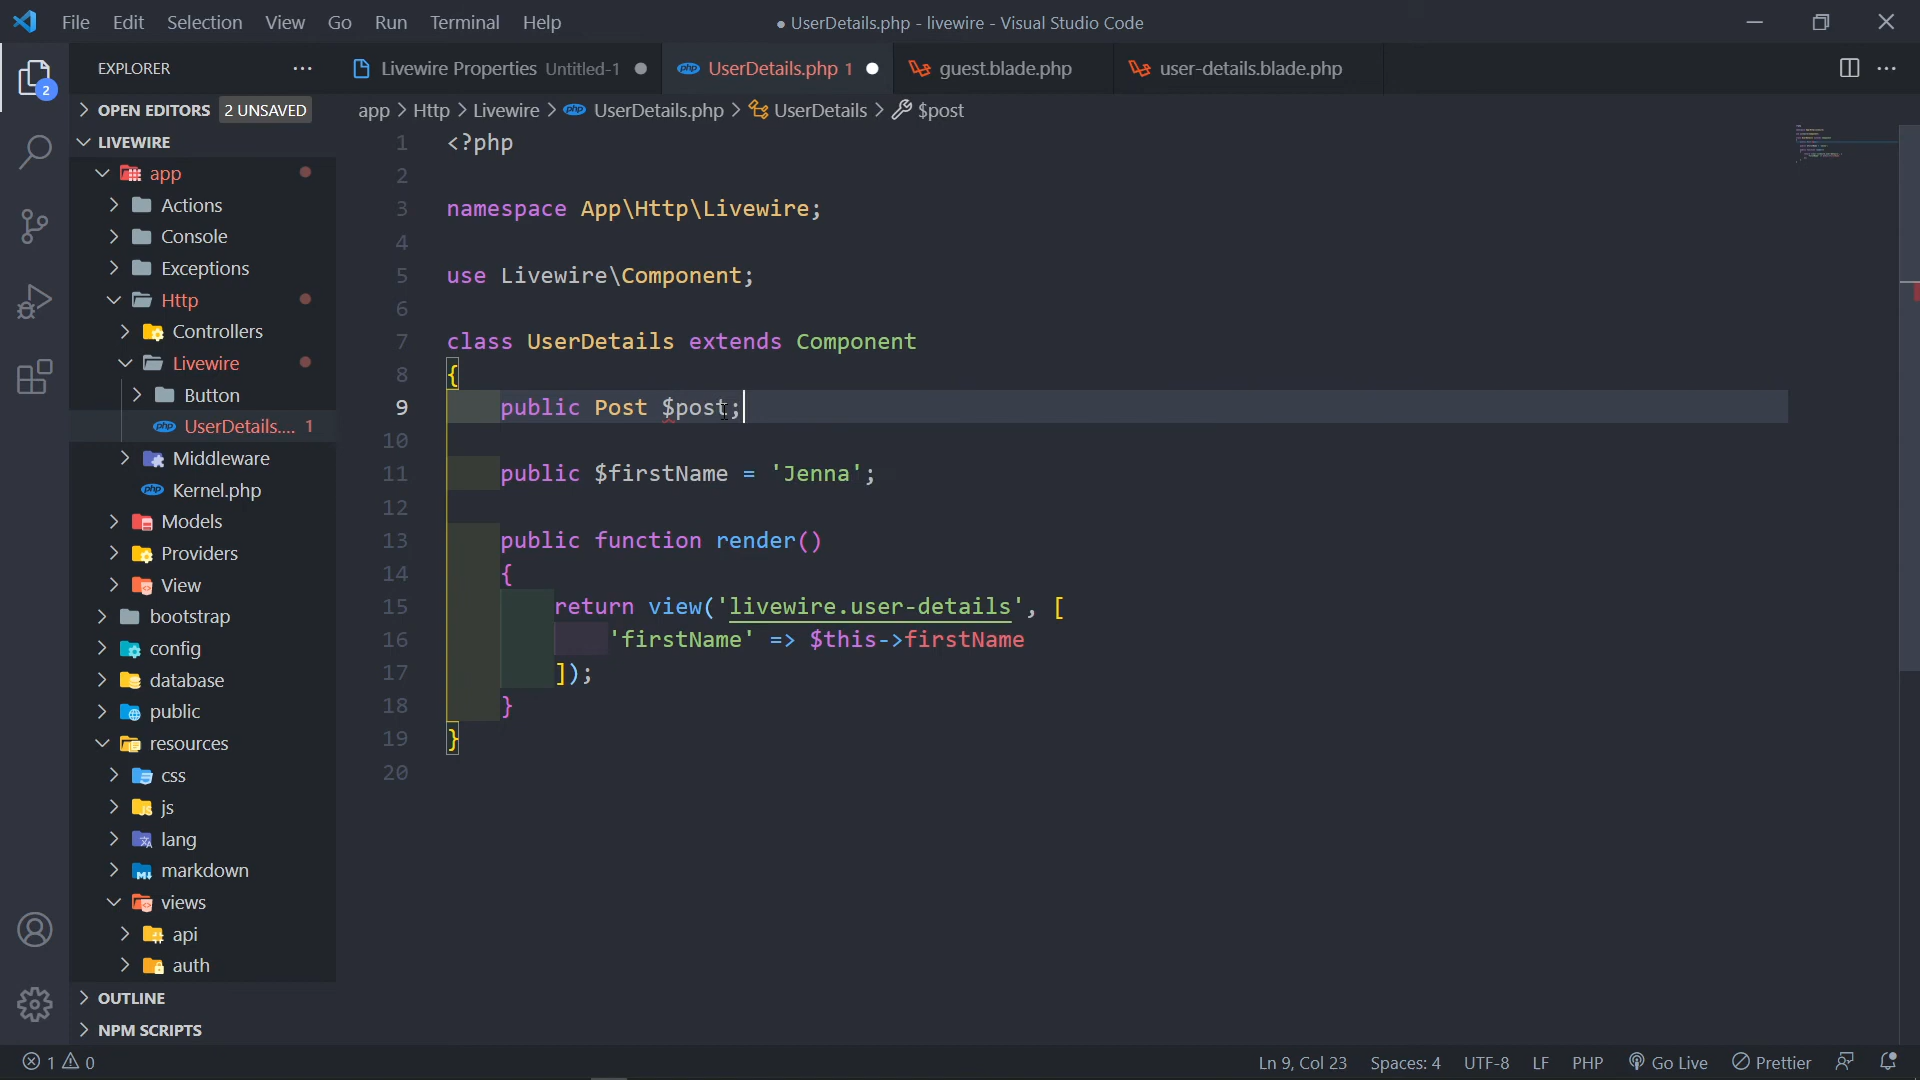 File Edit Selection View Go Run Terminal Help
● UserDetails.php - livewire - Visual Studio Code
EXPLORER
Livewire Properties Untitled-1
UserDetails.php 1
guest.blade.php
user-details.blade.php
OPEN EDITORS 2 UNSAVED
app > Http > Livewire > UserDetails.php > UserDetails > $post
LIVEWIRE
app
Actions
Console
Exceptions
Http
Controllers
Livewire
Button
UserDetails.... 1
Middleware
Kernel.php
Models
Providers
View
bootstrap
config
database
public
resources
css
js
lang
markdown
views
api
auth
OUTLINE
NPM SCRIPTS
2
1 <?php
2
3 namespace App\Http\Livewire;
4
5 use Livewire\Component;
6
7 class UserDetails extends Component
8 {
9 public Post $post;
10
11 public $firstName = 'Jenna';
12
13 public function render()
14 {
15 return view('livewire.user-details', [
16 'firstName' => $this->firstName
17 ]);
18 }
19 }
20
1 0
Ln 9, Col 23 Spaces: 4 UTF-8 LF PHP Go Live Prettier